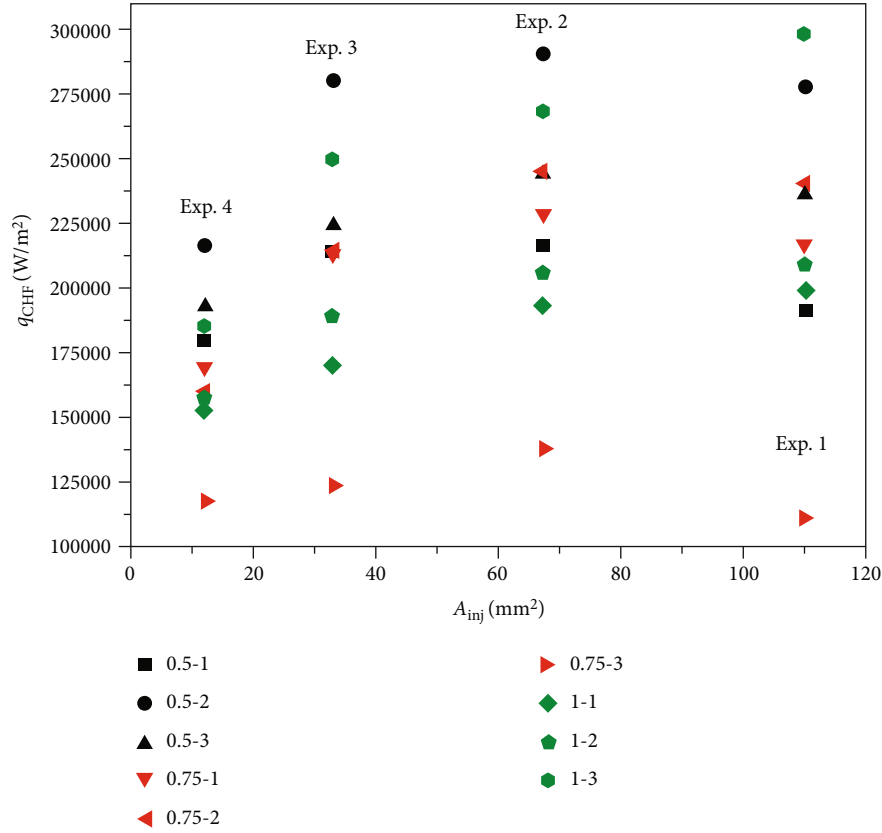 300000
275000
250000
225000
200000
175000
150000
125000
100000
q_CHF (W/m²)
Exp. 4
Exp. 3
Exp. 2
Exp. 1
0 20 40 60 80 100 120
A_inj (mm²)
0.5-1
0.5-2
0.5-3
0.75-1
0.75-2
0.75-3
1-1
1-2
1-3